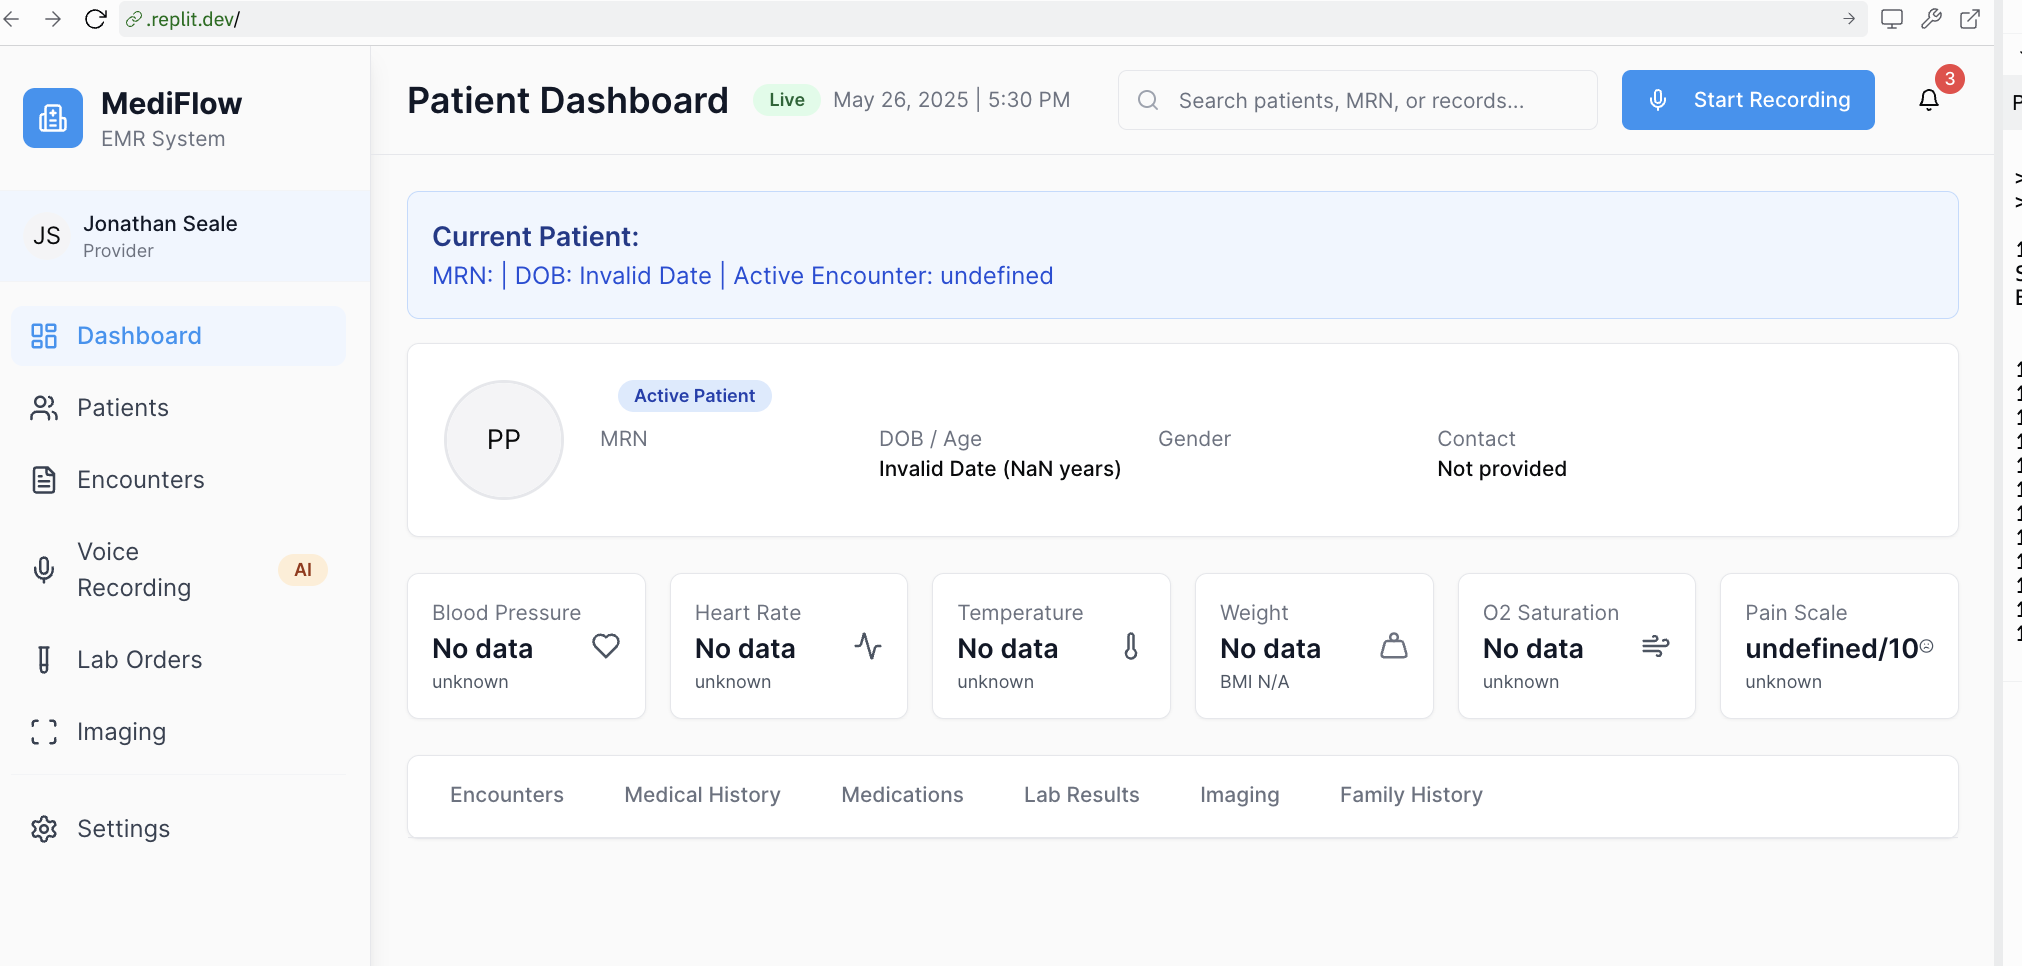 .replit.dev/
MediFlow
EMR System
JS
Jonathan Seale
Provider
Dashboard
Patients
Encounters
Voice
Recording
AI
Lab Orders
Imaging
Settings
Patient Dashboard
Live
May 26, 2025 | 5:30 PM
Search patients, MRN, or records...
Start Recording
3
Current Patient:
MRN: | DOB: Invalid Date | Active Encounter: undefined
PP
Active Patient
MRN
DOB / Age
Invalid Date (NaN years)
Gender
Contact
Not provided
Blood Pressure
No data
unknown
Heart Rate
No data
unknown
Temperature
No data
unknown
Weight
No data
BMI N/A
O2 Saturation
No data
unknown
Pain Scale
undefined/10
unknown
Encounters
Medical History
Medications
Lab Results
Imaging
Family History